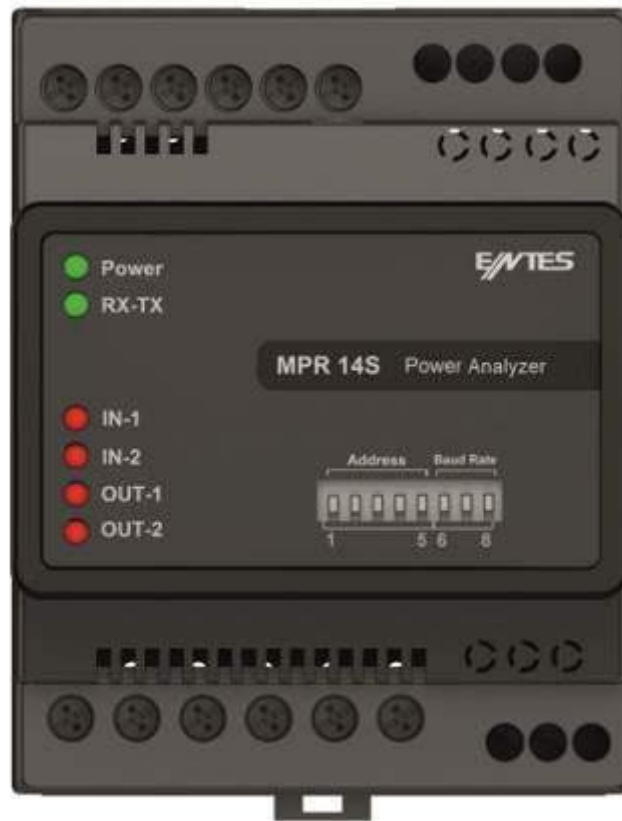 Power
ENTES
RX-TX
MPR 14S Power Analyzer
IN-1
IN-2
Address Baud Rate
OUT-1
OUT-2
1 5 6 8